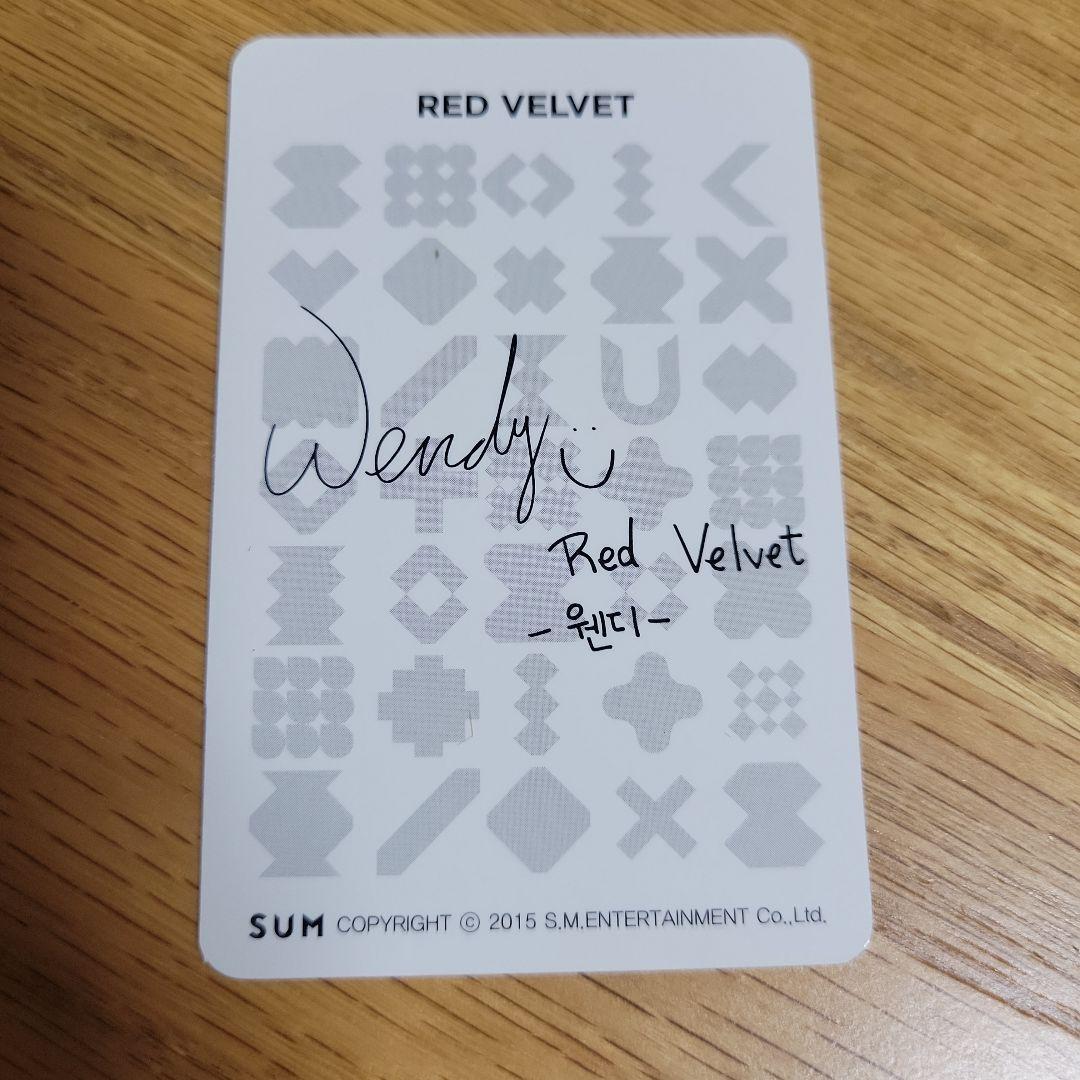 RED VELVET
Wendy
Red Velvet
- 웬디 -
SUM COPYRIGHT © 2015 S.M.ENTERTAINMENT Co.,Ltd.